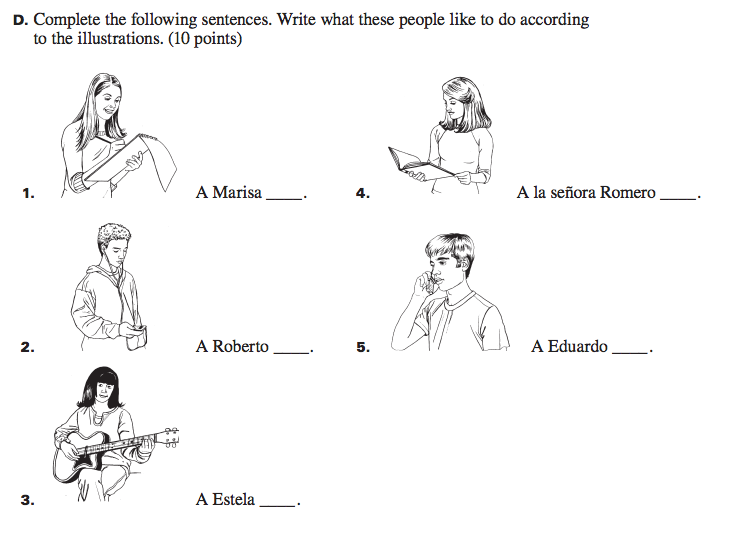 D. Complete the following sentences. Write what these people like to do according
to the illustrations. (10 points)
1. A Marisa ____.
2. A Roberto ____.
3. A Estela ____.
4. A la señora Romero ____.
5. A Eduardo ____.